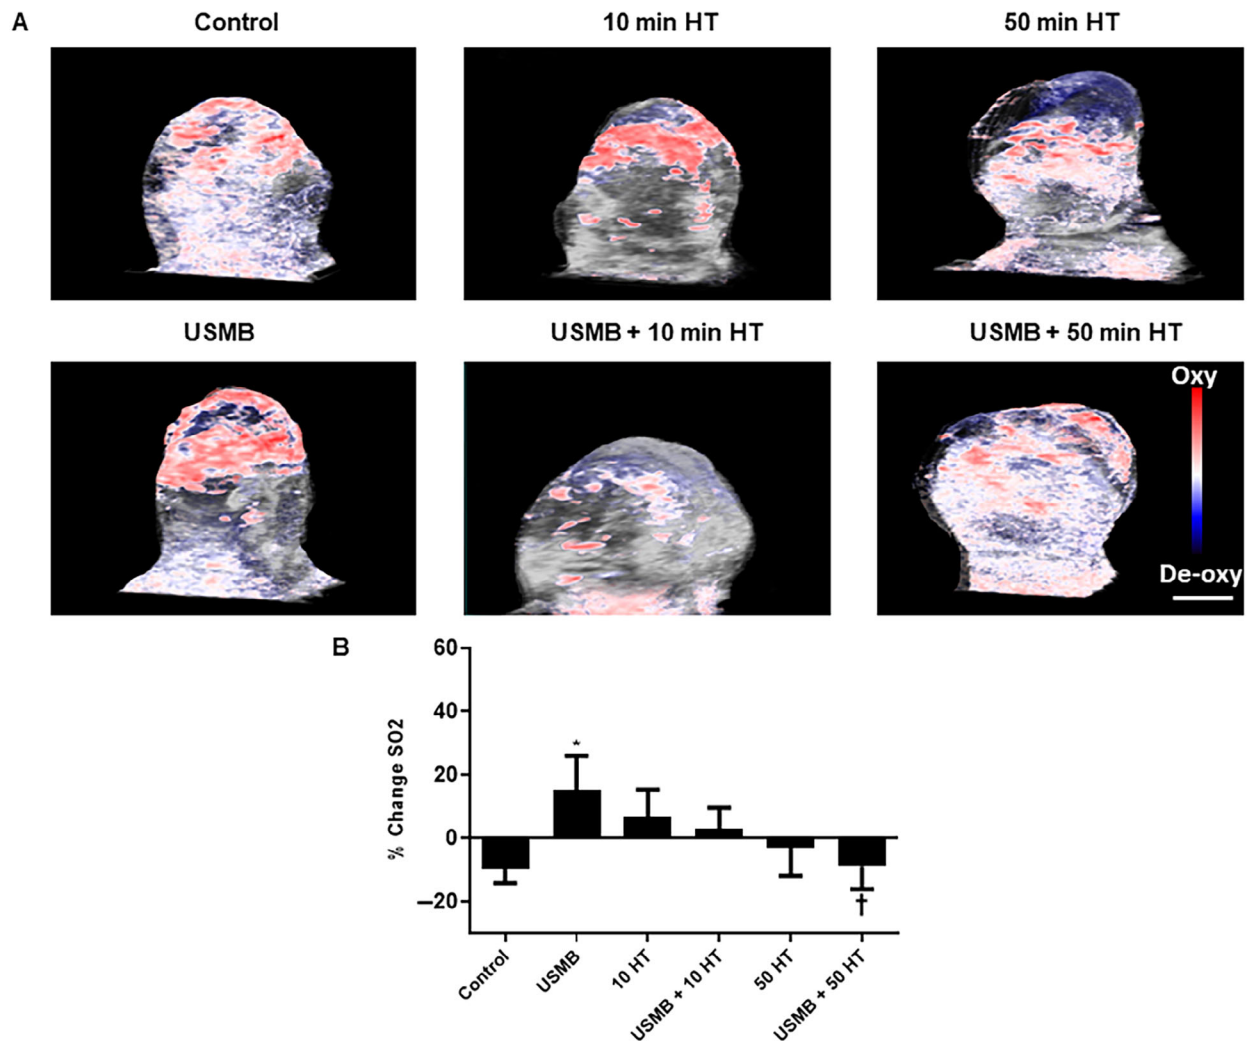 A
Control
10 min HT
50 min HT
USMB
USMB + 10 min HT
USMB + 50 min HT
Oxy
De-oxy
B
% Change SO2
60
40
20
0
–20
*
†
Control
USMB
10 HT
USMB + 10 HT
50 HT
USMB + 50 HT